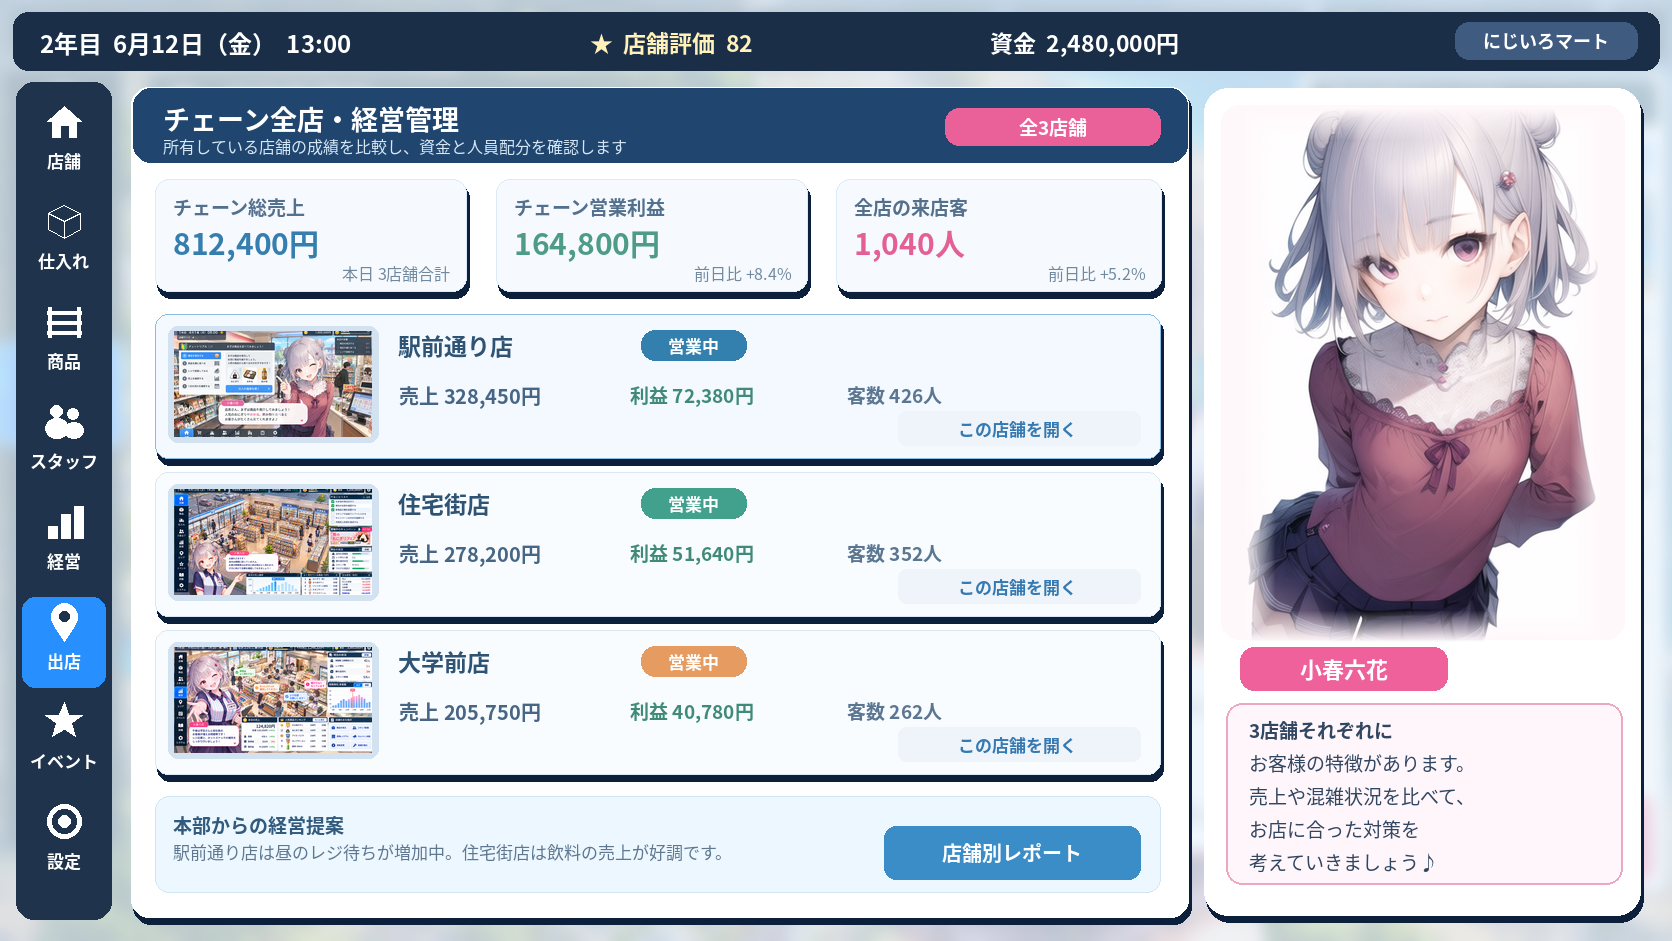 2年目 6月12日（金） 13:00
★ 店舗評価 82
資金 2,480,000円
にじいろマート
店舗
仕入れ
商品
スタッフ
経営
出店
イベント
設定
チェーン全店・経営管理
所有している店舗の成績を比較し、資金と人員配分を確認します
全3店舗
チェーン総売上
812,400円
本日 3店舗合計
チェーン営業利益
164,800円
前日比 +8.4%
全店の来店客
1,040人
前日比 +5.2%
駅前通り店
営業中
売上 328,450円
利益 72,380円
客数 426人
この店舗を開く
住宅街店
営業中
売上 278,200円
利益 51,640円
客数 352人
この店舗を開く
大学前店
営業中
売上 205,750円
利益 40,780円
客数 262人
この店舗を開く
本部からの経営提案
駅前通り店は昼のレジ待ちが増加中。住宅街店は飲料の売上が好調です。
店舗別レポート
小春六花
3店舗それぞれに
お客様の特徴があります。
売上や混雑状況を比べて、
お店に合った対策を
考えていきましょう♪